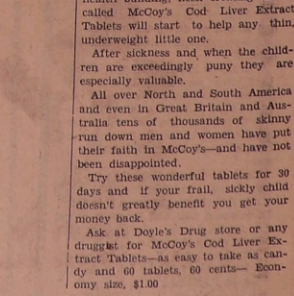 called McCoy's Cod Liver Extract
Tablets will start to help any thin,
underweight little one.
After sickness and when the child-
ren are exceedingly puny they are
especially valuable.
All over North and South America
and even in Great Britain and Aus-
tralia tens of thousands of skinny
run down men and women have put
their faith in McCoy's—and have not
been disappointed.
Try these wonderful tablets for 30
days and if your frail, sickly child
doesn't greatly benefit you get your
money back.
Ask at Doyle's Drug store or any
druggist for McCoy's Cod Liver Ex-
tract Tablets—as easy to take as can-
dy and 60 tablets, 60 cents— Econ-
omy size, $1.00